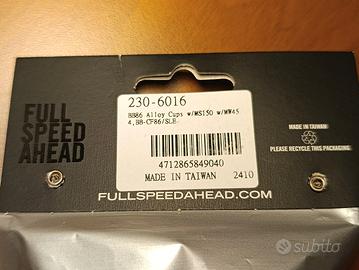 FULL
SPEED
AHEAD
230-6016
BB86 Alloy Cups w/MS150 w/MW45
4,BB-CF86/SLE-
4712865849040
MADE IN TAIWAN 2410
FULLSPEEDAHEAD.COM
MADE IN TAIWAN
PLEASE RECYCLE THIS PACKAGING
subito